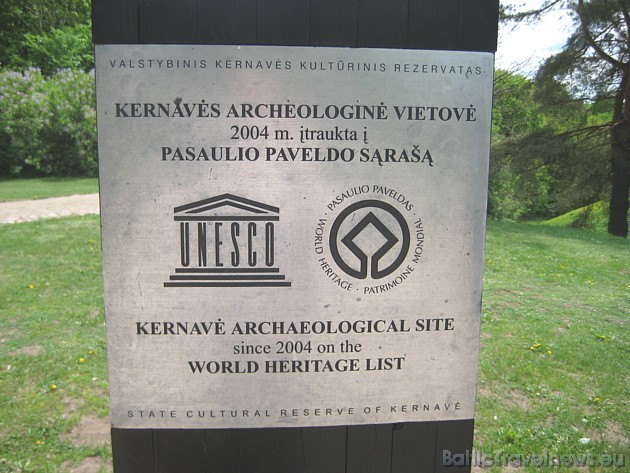 VALSTYBINIS KERNAVĖS KULTŪRINIS REZERVATAS
KERNAVĖS ARCHEOLOGINĖ VIETOVĖ
2004 m. įtraukta į
PASAULIO PAVELDO SĄRAŠĄ
UNESCO
· PASAULIO PAVELDAS · WORLD HERITAGE · PATRIMOINE MONDIAL
KERNAVĖ ARCHAEOLOGICAL SITE
since 2004 on the
WORLD HERITAGE LIST
STATE CULTURAL RESERVE OF KERNAVĖ
BalticTravelnews.eu